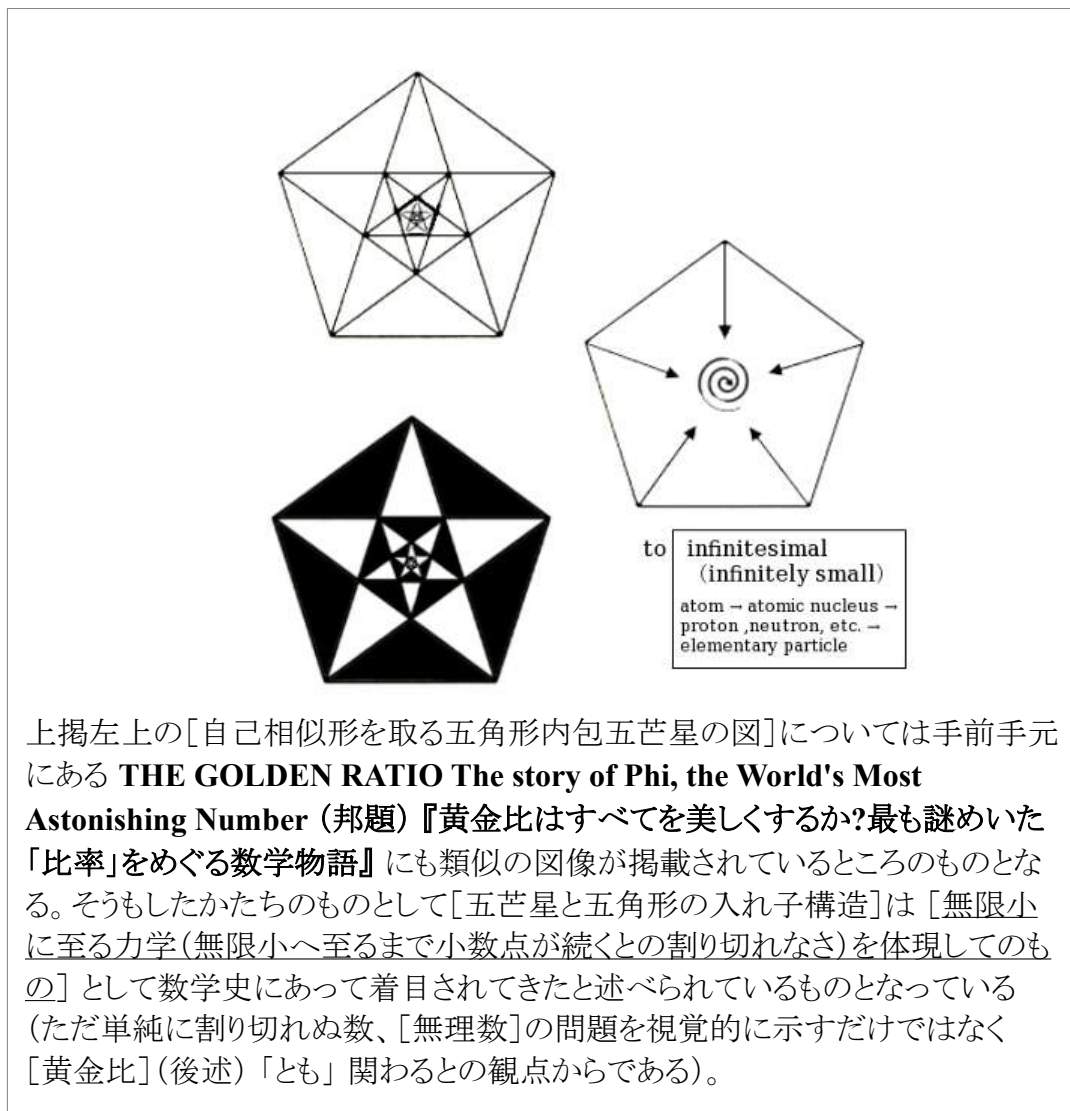 to infinitesimal
(infinitely small)
atom → atomic nucleus →
proton ,neutron, etc. →
elementary particle
上掲左上の[自己相似形を取る五角形内包五芒星の図]については手前手元
にある THE GOLDEN RATIO The story of Phi, the World's Most
Astonishing Number (邦題)『黄金比はすべてを美しくするか?最も謎めいた
「比率」をめぐる数学物語』 にも類似の図像が掲載されているところのものとな
る。そうもしたかたちのものとして[五芒星と五角形の入れ子構造]は [無限小
に至る力学(無限小へ至るまで小数点が続くとの割り切れなさ)を体現してのも
の] として数学史にあって着目されてきたと述べられているものとなっている
(ただ単純に割り切れぬ数、[無理数]の問題を視覚的に示すだけではなく
[黄金比](後述) 「とも」 関わるとの観点からである)。